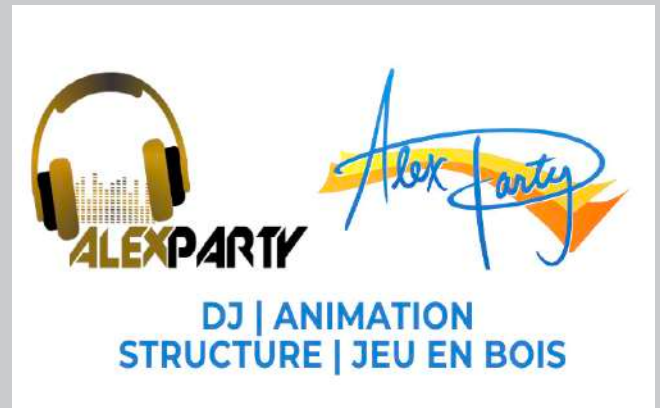 ALEXPARTY
Alex Party
DJ | ANIMATION
STRUCTURE | JEU EN BOIS